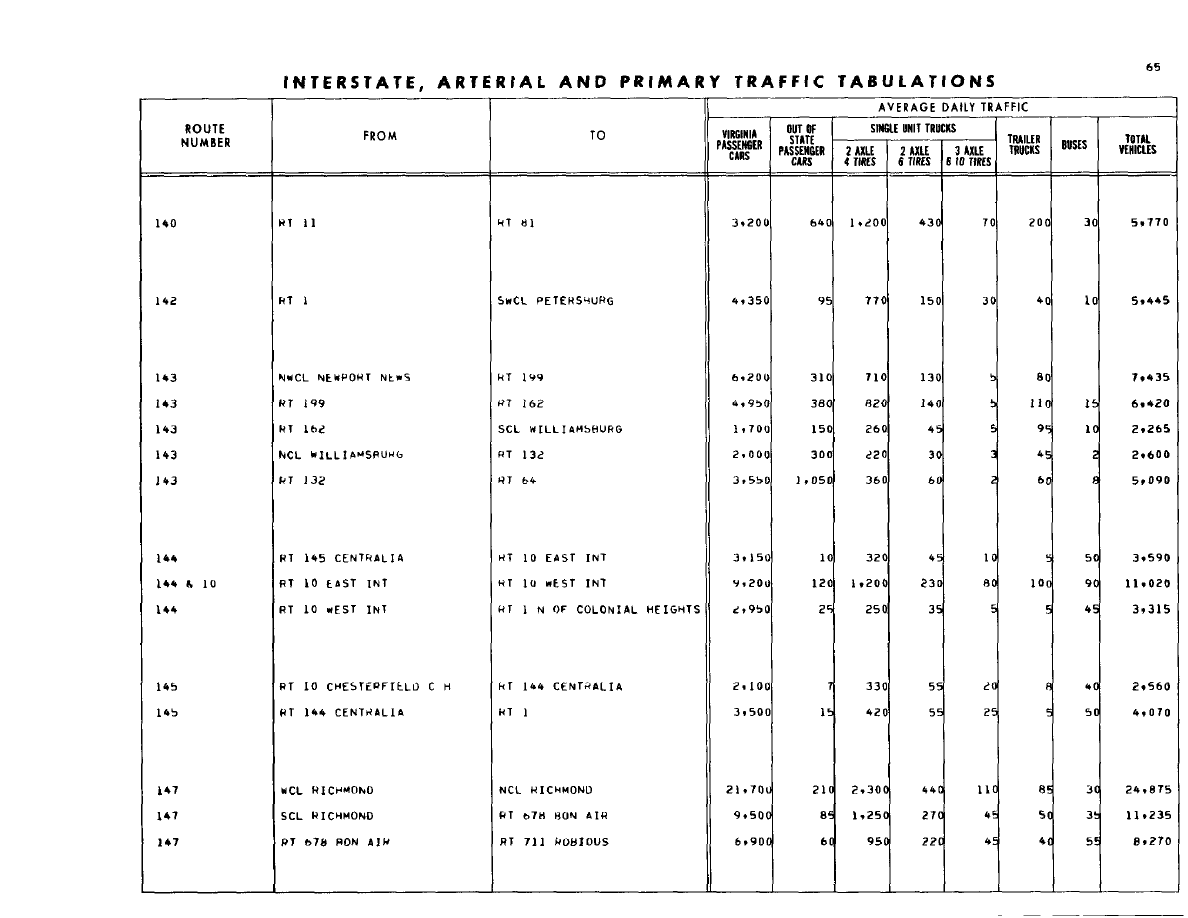 65
INTERSTATE, ARTERIAL AND PRIMARY TRAFFIC TABULATIONS
AVERAGE DAILY TRAFFIC
ROUTE NUMBER FROM TO VIRGINIA PASSENGER CARS OUT OF STATE PASSENGER CARS SINGLE UNIT TRUCKS 2 AXLE 4 TIRES 2 AXLE 6 TIRES 3 AXLE 6 10 TIRES TRAILER TRUCKS BUSES TOTAL VEHICLES
140 RT 11 RT 81 3,200 640 1,200 430 70 200 30 5,770
142 RT 1 SWCL PETERSBURG 4,350 95 770 150 30 40 10 5,445
143 NWCL NEWPORT NEWS RT 199 6,200 310 710 130 5 80 7,435
143 RT 199 RT 162 4,950 380 820 140 5 110 15 6,420
143 RT 162 SCL WILLIAMSBURG 1,700 150 260 45 5 95 10 2,265
143 NCL WILLIAMSBURG RT 132 2,000 300 220 30 3 45 2 2,600
143 RT 132 RT 64 3,550 1,050 360 60 2 60 8 5,090
144 RT 145 CENTRALIA RT 10 EAST INT 3,150 10 320 45 10 5 50 3,590
144 & 10 RT 10 EAST INT RT 10 WEST INT 9,200 120 1,200 230 80 100 90 11,020
144 RT 10 WEST INT RT 1 N OF COLONIAL HEIGHTS 2,950 25 250 35 5 5 45 3,315
145 RT 10 CHESTERFIELD C H RT 144 CENTRALIA 2,100 7 330 55 20 8 40 2,560
145 RT 144 CENTRALIA RT 1 3,500 15 420 55 25 5 50 4,070
147 WCL RICHMOND NCL RICHMOND 21,700 210 2,300 440 110 85 30 24,875
147 SCL RICHMOND RT 678 BON AIR 9,500 85 1,250 270 45 50 35 11,235
147 RT 678 BON AIR RT 711 ROBIOUS 6,900 60 950 220 45 40 55 8,270